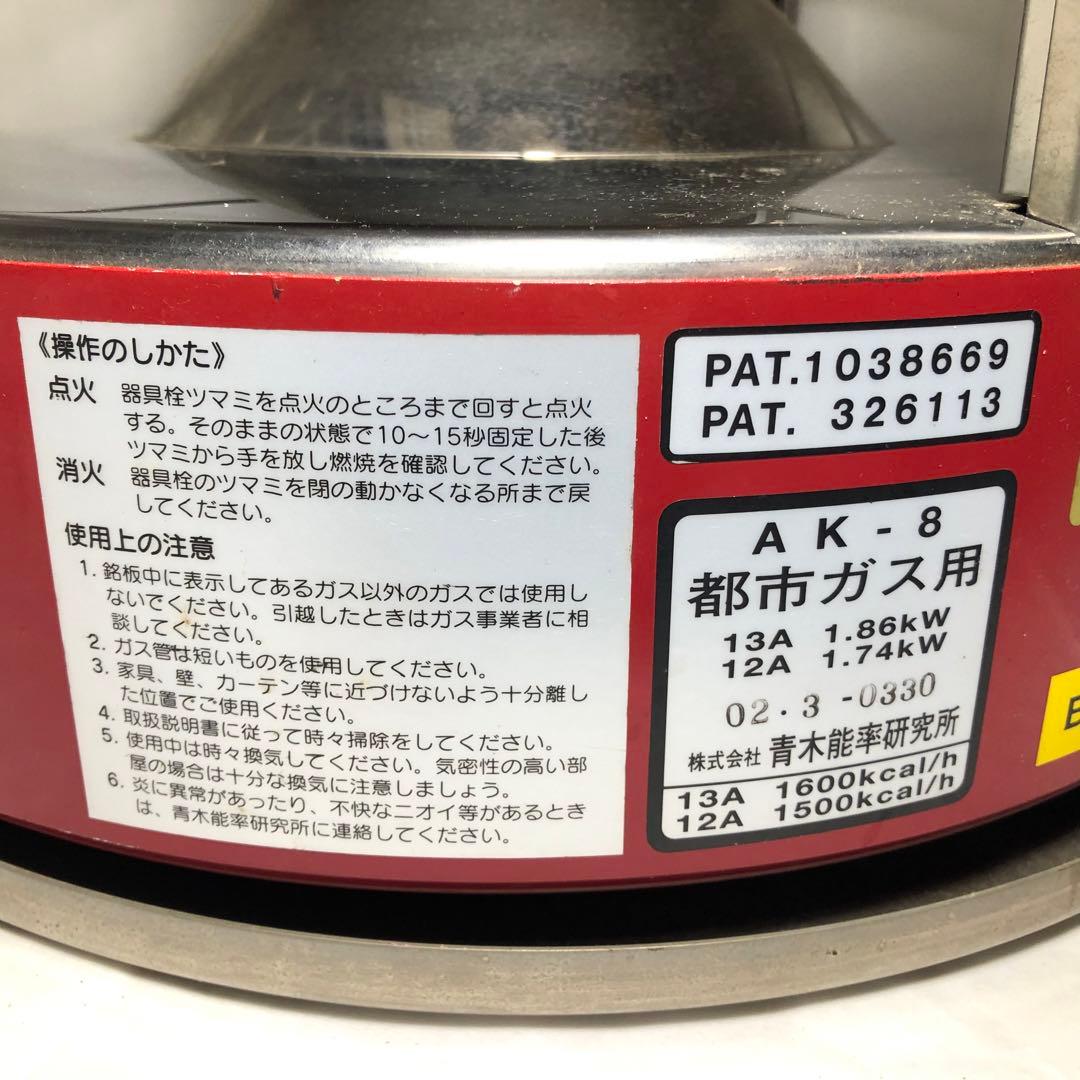 《操作のしかた》
点火 器具栓ツマミを点火のところまで回すと点火
する。そのままの状態で10〜15秒固定した後
ツマミから手を放し燃焼を確認してください。
消火 器具栓のツマミを閉の動かなくなる所まで戻
してください。
使用上の注意
1. 銘板中に表示してあるガス以外のガスでは使用し
ないでください。引越したときはガス事業者に相
談してください。
2. ガス管は短いものを使用してください。
3. 家具、壁、カーテン等に近づけないよう十分離し
た位置でご使用ください。
4. 取扱説明書に従って時々掃除をしてください。
5. 使用中は時々換気してください。気密性の高い部
屋の場合は十分な換気に注意しましょう。
6. 炎に異常があったり、不快なニオイ等があるとき
は、青木能率研究所に連絡してください。
PAT.1038669
PAT. 326113
AK-8
都市ガス用
13A 1.86kW
12A 1.74kW
02.3-0330
株式会社 青木能率研究所
13A 1600kcal/h
12A 1500kcal/h